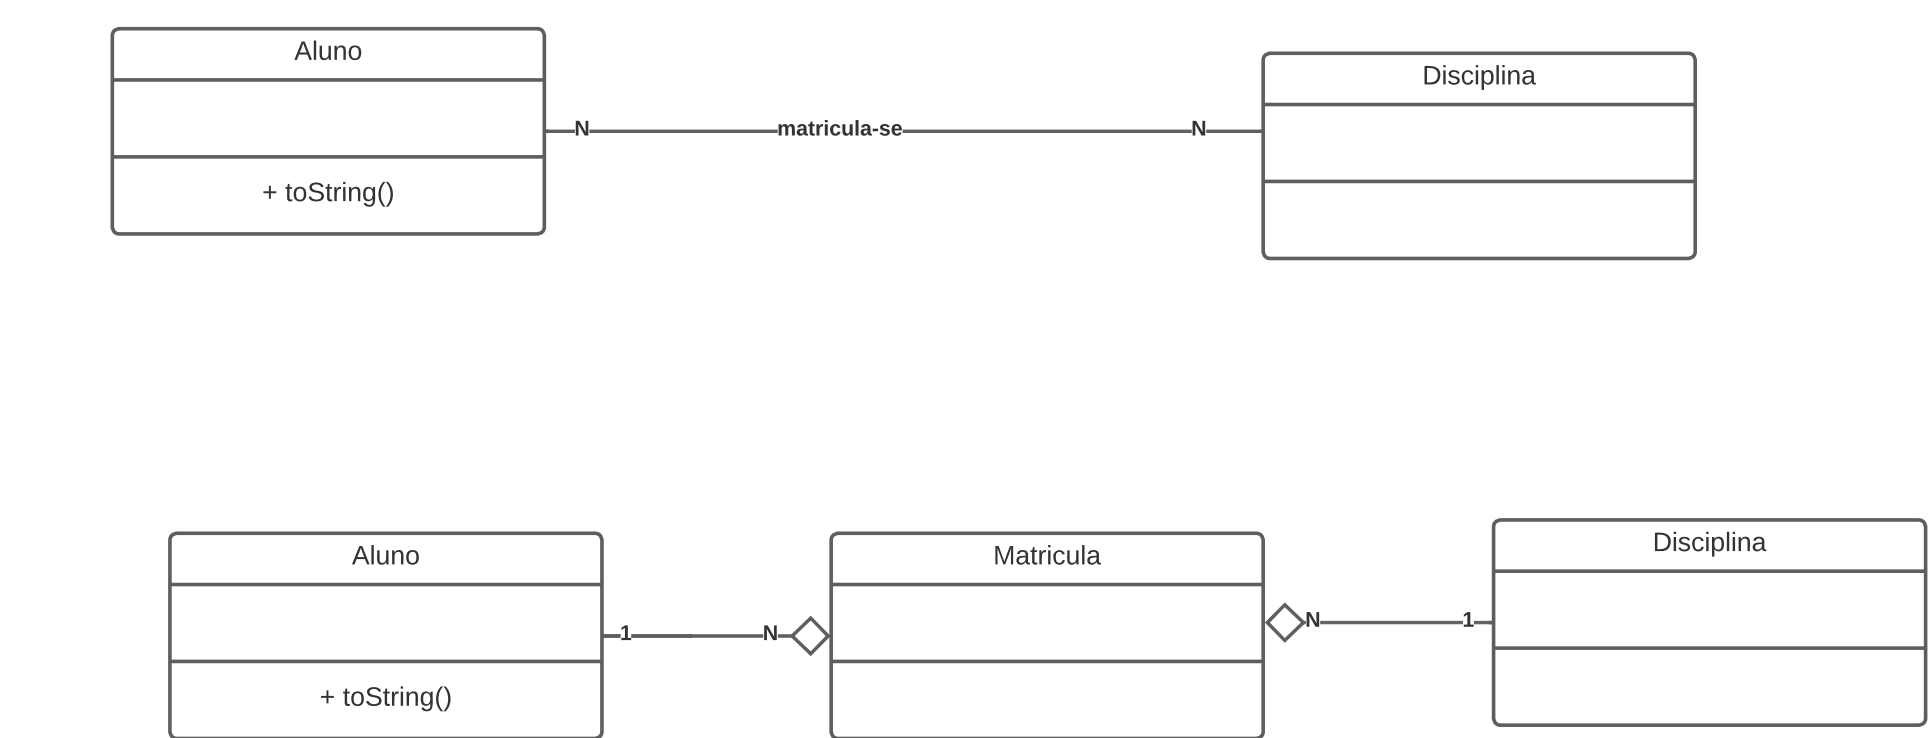 Aluno
Disciplina
N matricula-se N
+ toString()
Aluno
Matricula
Disciplina
1 N
N 1
+ toString()